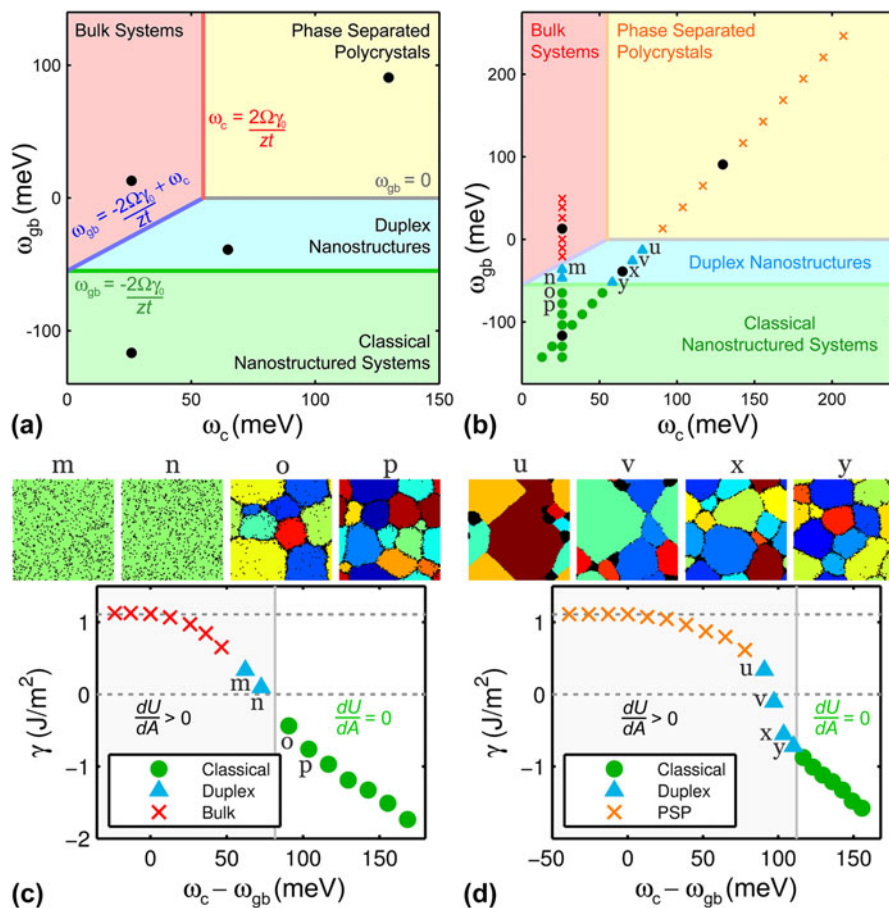 Bulk Systems
Phase Separated
Polycrystals
ω_c = 2Ωγ₀/zt
ω_gb = 0
ω_gb = -2Ωγ₀/zt + ω_c
Duplex
Nanostructures
ω_gb = -2Ωγ₀/zt
Classical
Nanostructured Systems
ω_gb (meV)
100
0
-100
0
50
100
150
(a)
ω_c (meV)
Bulk
Systems
Phase Separated
Polycrystals
Duplex Nanostructures
Classical
Nanostructured Systems
m
n
o
p
u
v
x
y
ω_gb (meV)
200
100
0
-100
0
50
100
150
200
(b)
ω_c (meV)
m n o p
u v x y
γ (J/m²)
1
0
-1
-2
dU/dA > 0
dU/dA = 0
m
n
o
p
Classical
Duplex
Bulk
0
50
100
150
(c)
ω_c − ω_gb (meV)
γ (J/m²)
1
0
-1
dU/dA > 0
dU/dA = 0
u
v
x
y
Classical
Duplex
PSP
-50
0
50
100
150
(d)
ω_c − ω_gb (meV)